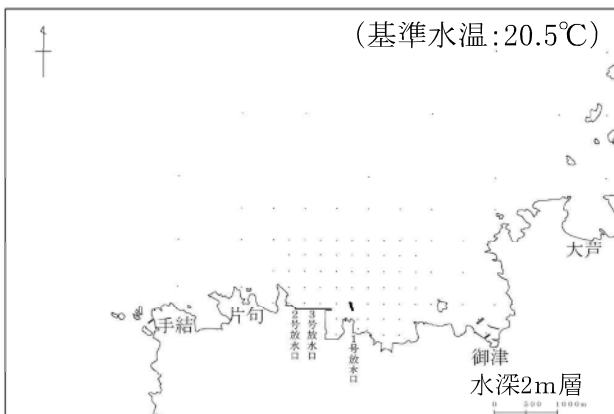 (基準水温:20.5℃)
大芦
手結
片句
2号放水口
3号放水口
1号放水口
御津
水深2m層
0 500 1000m